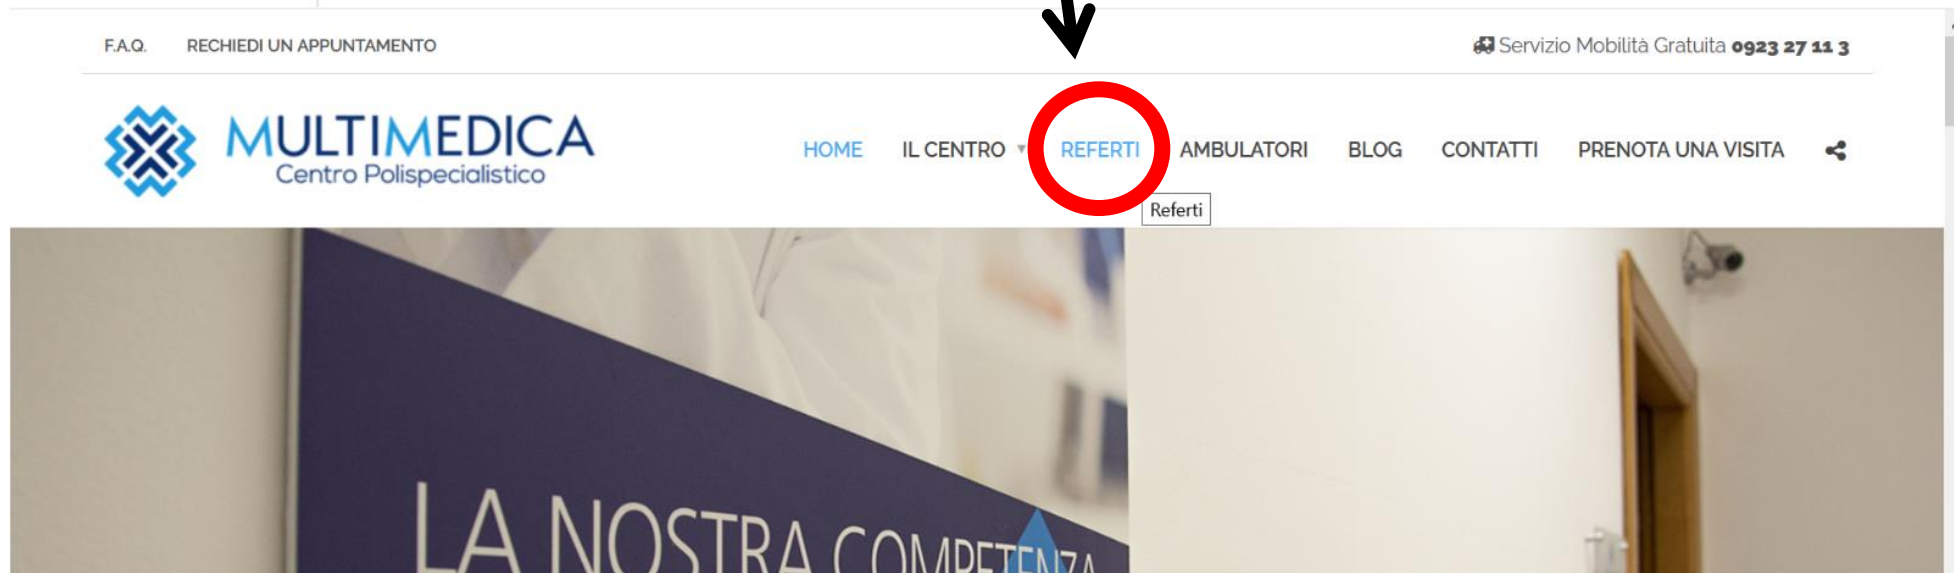 F.A.Q. RECHIEDI UN APPUNTAMENTO
Servizio Mobilità Gratuita 0923 27 11 3
MULTIMEDICA
Centro Polispecialistico
HOME IL CENTRO REFERTI AMBULATORI BLOG CONTATTI PRENOTA UNA VISITA
Referti
LA NOSTRA COMPETENZA